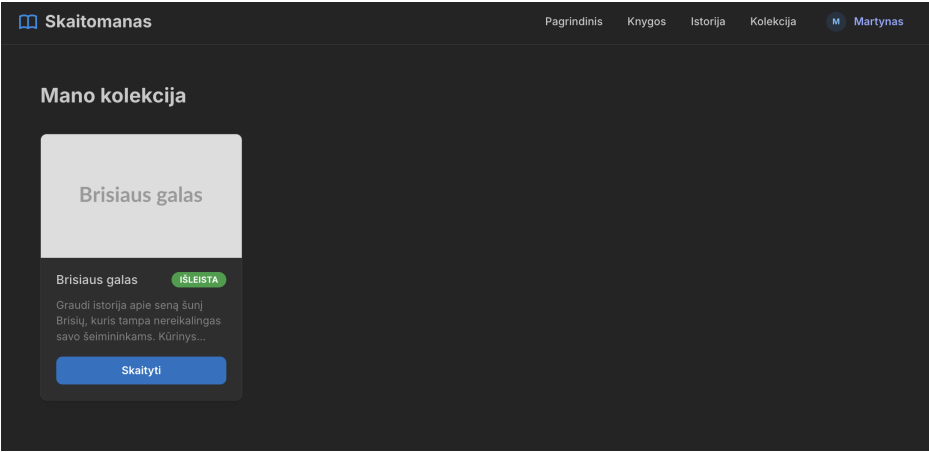 Skaitomanas
Pagrindinis Knygos Istorija Kolekcija M Martynas
Mano kolekcija
Brisiaus galas
Brisiaus galas IŠLEISTA
Graudi istorija apie seną šunį
Brisių, kuris tampa nereikalingas
savo šeimininkams. Kūrinys...
Skaityti